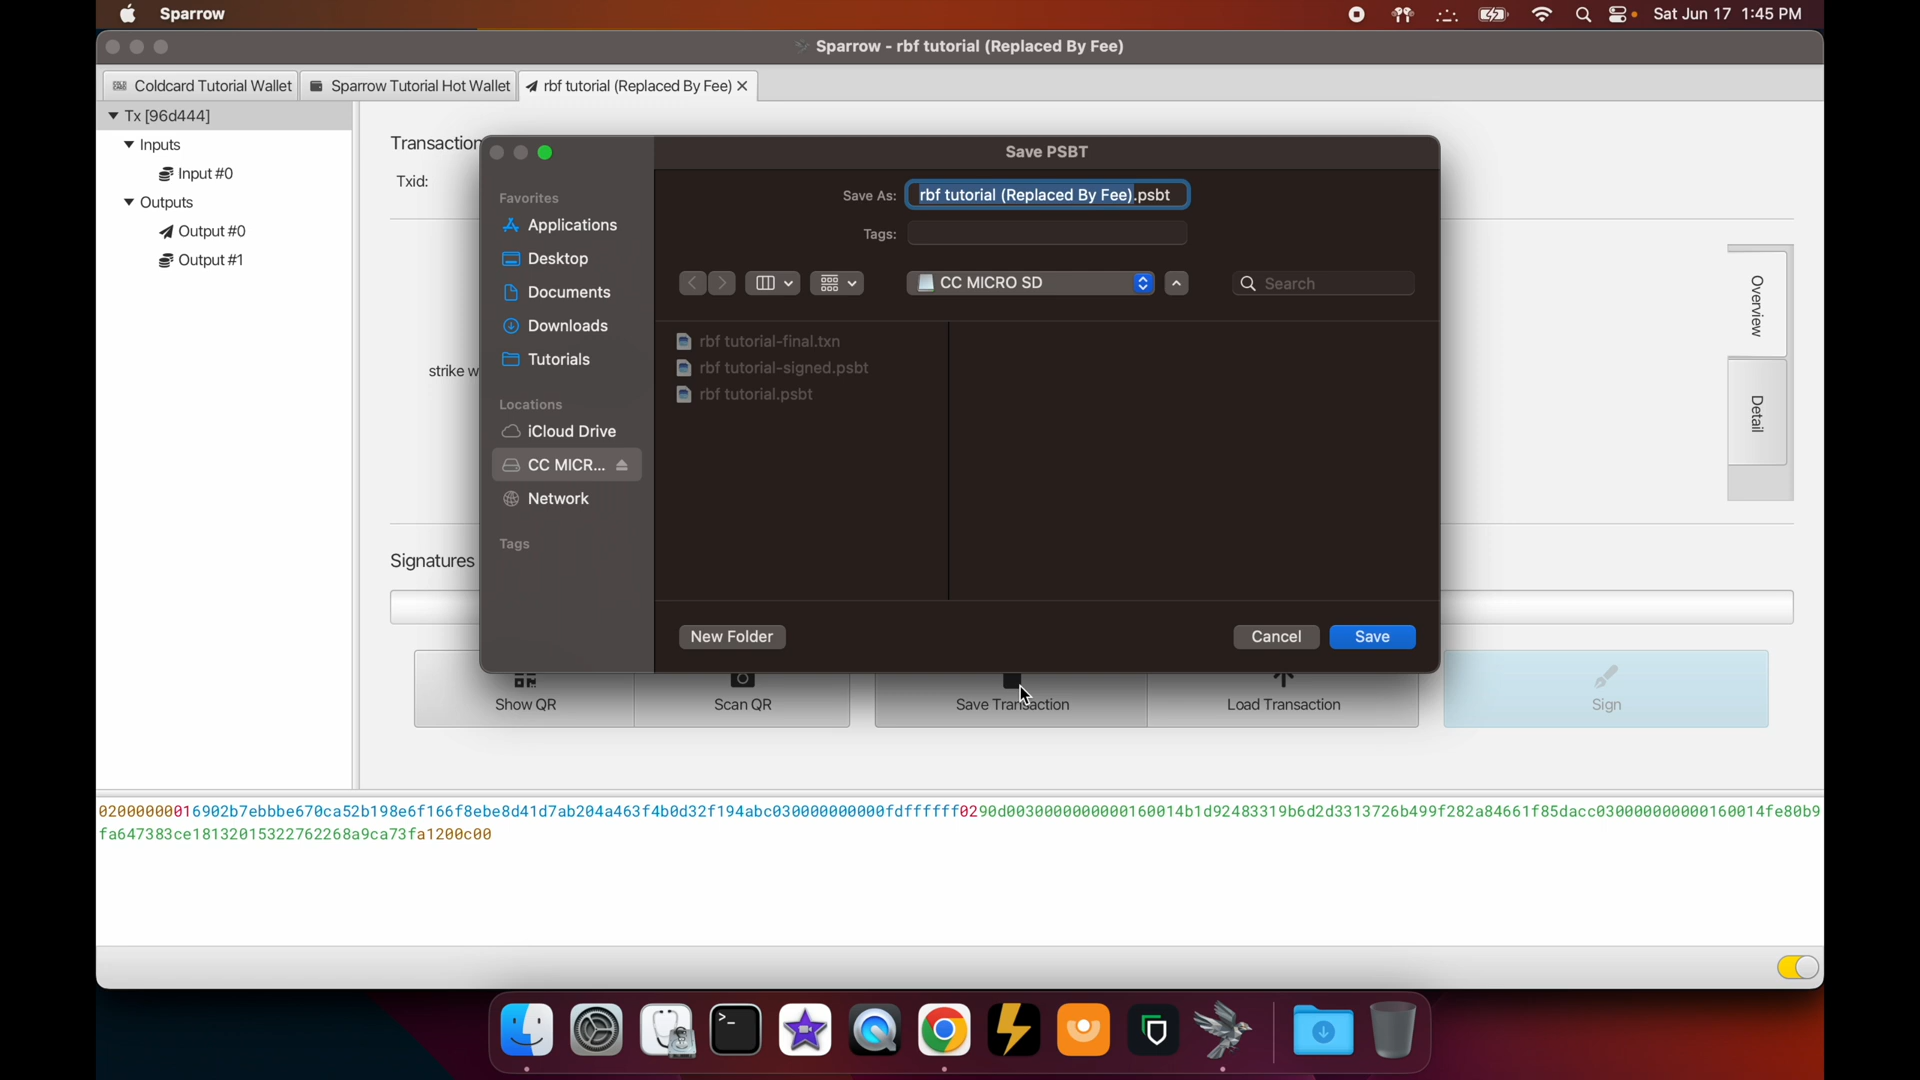 Sparrow
Sat Jun 17 1:45 PM
Sparrow - rbf tutorial (Replaced By Fee)
Coldcard Tutorial Wallet
Sparrow Tutorial Hot Wallet
rbf tutorial (Replaced By Fee)
Tx [96d444]
Inputs
Input #0
Outputs
Output #0
Output #1
Transaction
Txid:
strike w
Signatures
Save PSBT
Save As: rbf tutorial (Replaced By Fee).psbt
Tags:
CC MICRO SD
Search
Favorites
Applications
Desktop
Documents
Downloads
Tutorials
Locations
iCloud Drive
CC MICR...
Network
Tags
rbf tutorial-final.txn
rbf tutorial-signed.psbt
rbf tutorial.psbt
New Folder
Cancel
Save
Overview
Detail
Show QR
Scan QR
Save Transaction
Load Transaction
Sign
02000000016902b7ebbbe670ca52b198e6f166f8ebe8d41d7ab204a463f4b0d32f194abc030000000000fdffffff0290d00300000000001600​14b1d92483319b6d2d3313726b499f282a84661f85dacc030000000000160014fe80b9
fa647383ce18132015322762268a9ca73fa1200c00